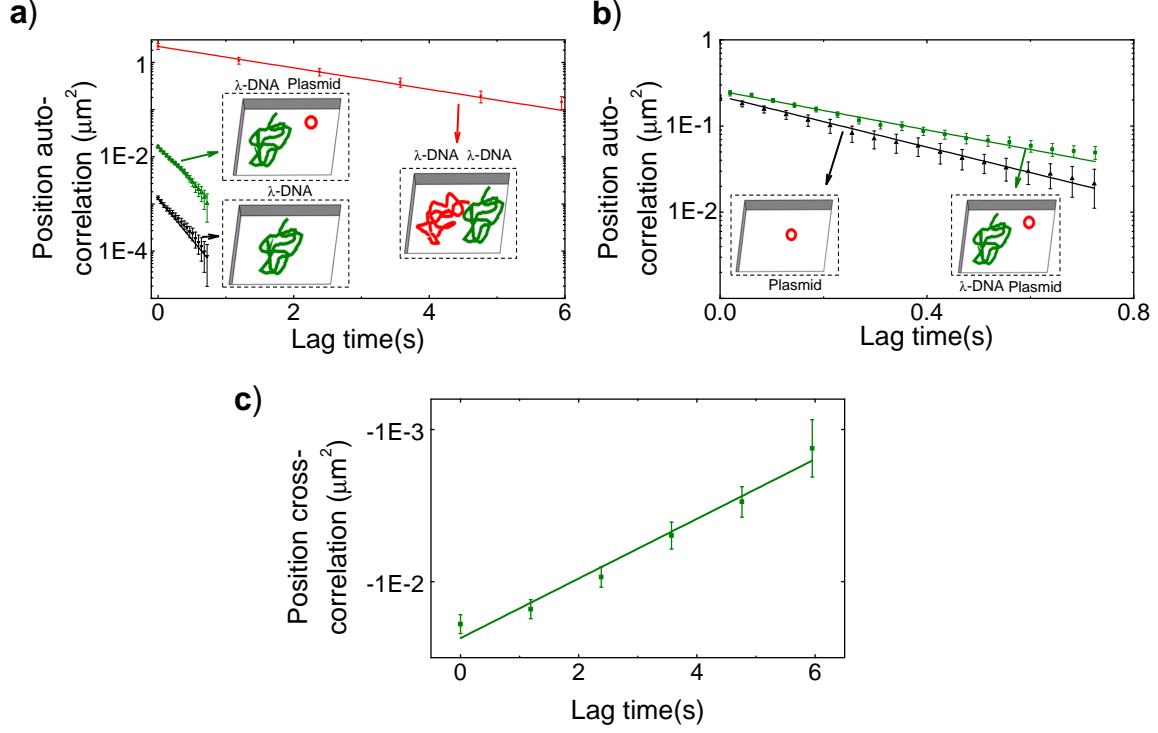 a)
Position auto-
correlation (μm²)
1
1E-2
1E-4
λ-DNA Plasmid
λ-DNA
λ-DNA λ-DNA
0 2 4 6
Lag time(s)
b)
Position auto-
correlation (μm²)
1
1E-1
1E-2
Plasmid
λ-DNA Plasmid
0.0 0.4 0.8
Lag time(s)
c)
Position cross-
correlation (μm²)
-1E-3
-1E-2
0 2 4 6
Lag time(s)